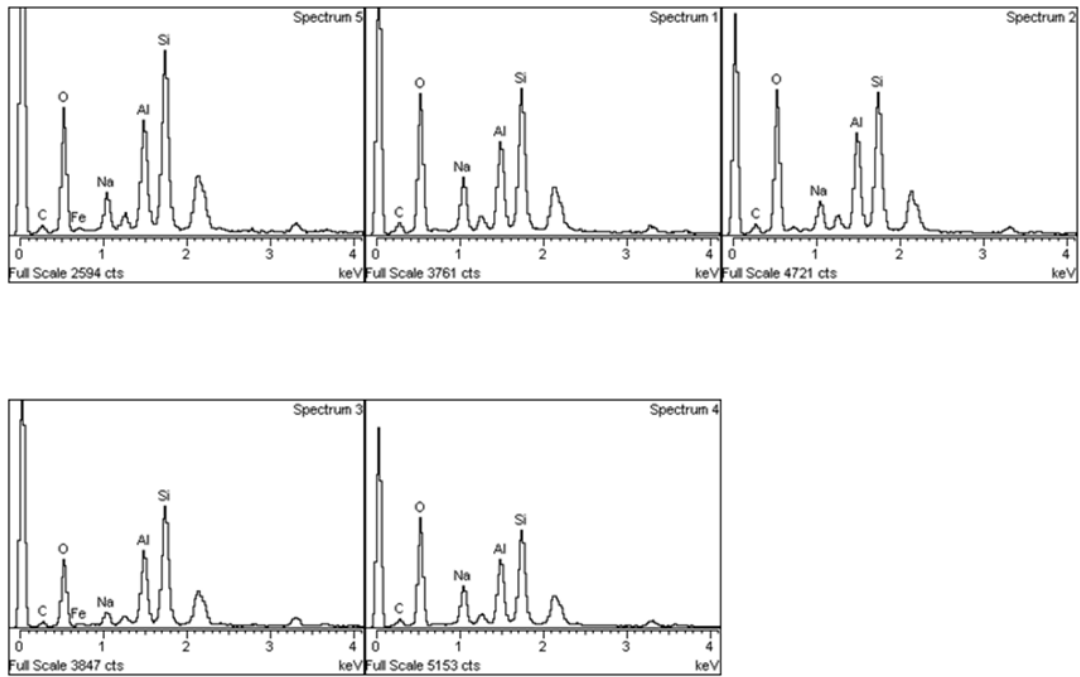 Spectrum 5
Si
O
Al
Na
C
Fe
0 1 2 3 4
Full Scale 2594 cts keV
Spectrum 1
Si
O
Al
Na
C
0 1 2 3 4
Full Scale 3761 cts keV
Spectrum 2
O
Si
Al
Na
C
0 1 2 3 4
Full Scale 4721 cts keV
Spectrum 3
Si
O
Al
Na
C
Fe
0 1 2 3 4
Full Scale 3847 cts keV
Spectrum 4
O
Si
Al
Na
C
0 1 2 3 4
Full Scale 5153 cts keV